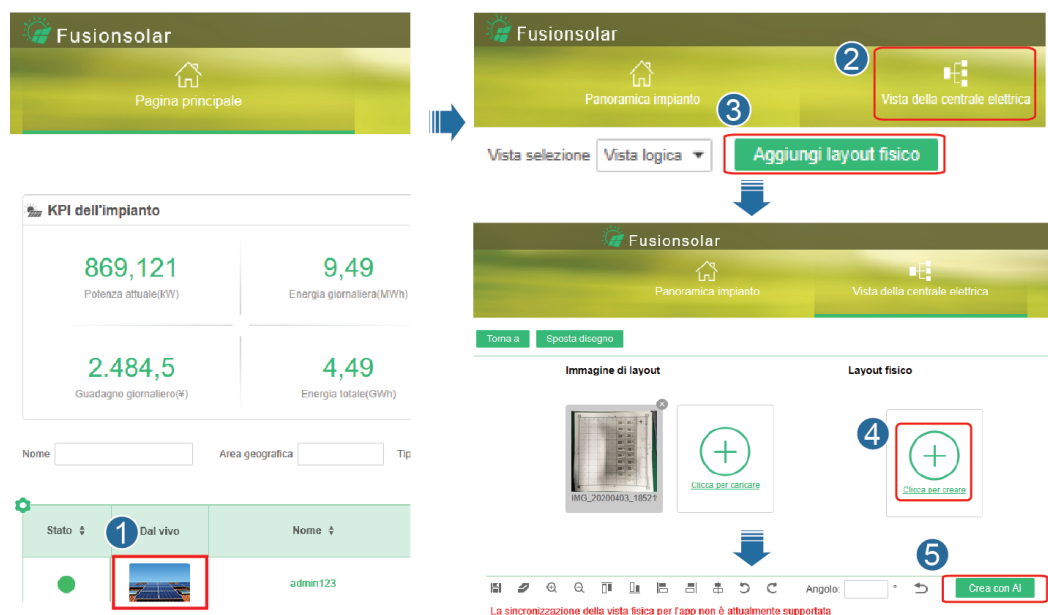 Fusionsolar
Pagina principale
KPI dell'impianto
869,121
9,49
Potenza attuale(kW)
Energia giornaliera(MWh)
2.484,5
4,49
Guadagno giornaliero(¥)
Energia totale(GWh)
Nome
Area geografica
Tip
Stato
1
Dal vivo
Nome
admin123
Fusionsolar
2
Panoramica impianto
Vista della centrale elettrica
3
Vista selezione
Vista logica
Aggiungi layout fisico
Fusionsolar
Panoramica impianto
Vista della centrale elettrica
Torna a
Sposta disegno
Immagine di layout
Layout fisico
4
Clicca per caricare
Clicca per creare
IMG_20200403_18521
5
Angolo:
°
Crea con AI
La sincronizzazione della vista fisica per l'app non è attualmente supportata